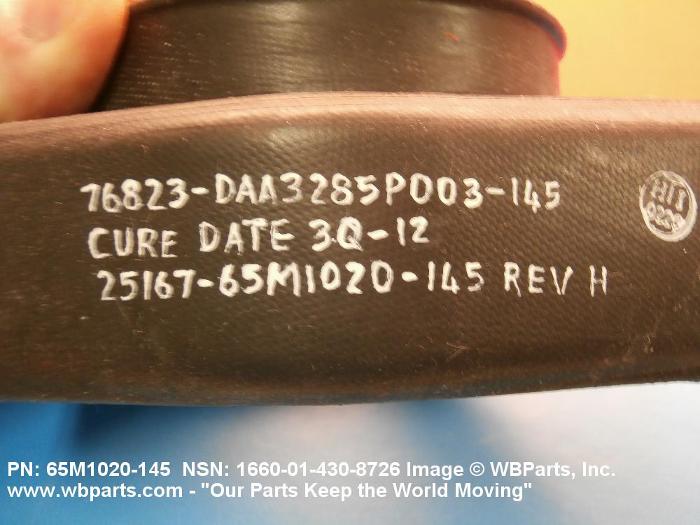 76823-DAA3285P003-145
CURE DATE 3Q-12
25167-65M1020-145 REV H
PN: 65M1020-145 NSN: 1660-01-430-8726 Image © WBParts, Inc.
www.wbparts.com - "Our Parts Keep the World Moving"